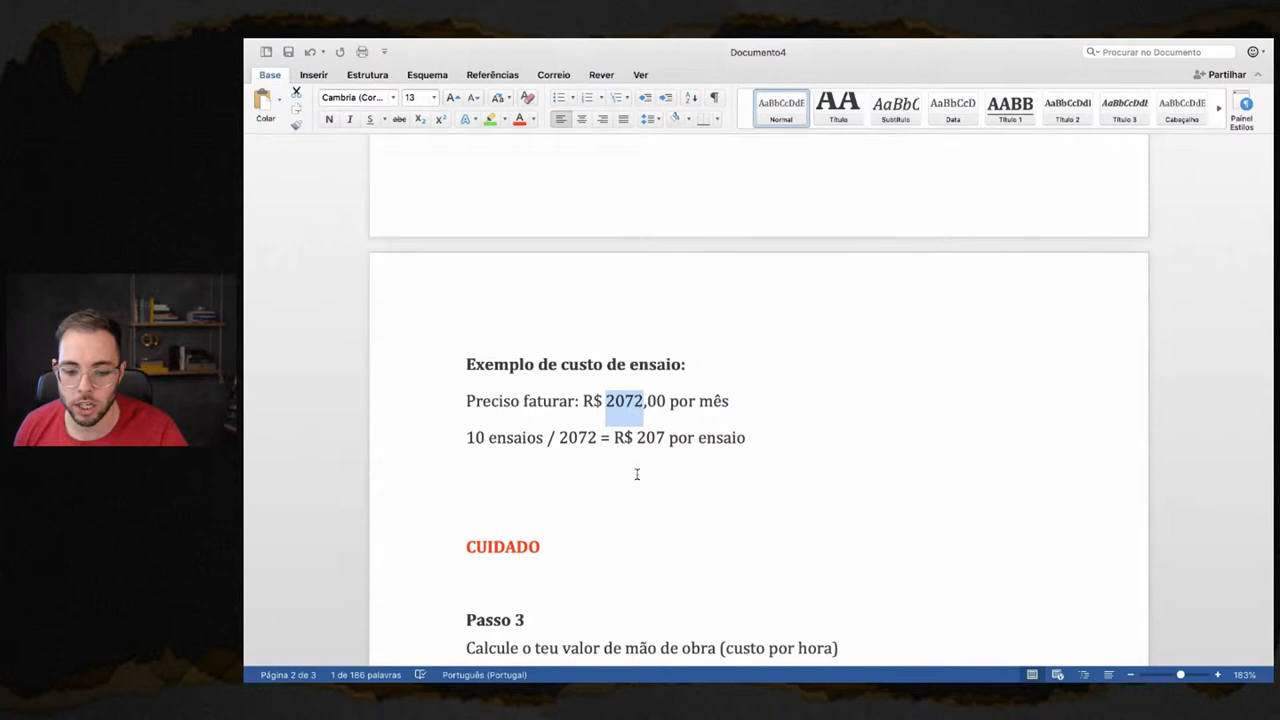 Documento4
Procurar no Documento
Base Inserir Estrutura Esquema Referências Correio Rever Ver
Partilhar
Colar
Cambria (Cor... 13
N I S abc X₂ X²
AaBbCcDdE AA AaBbC AaBbCcD AABB AaBbCcDdI AaBbCcDdE AaBbCcDdE
Normal Título Subtítulo Data Título 1 Título 2 Título 3 Cabeçalho
Painel
Estilos
Exemplo de custo de ensaio:
Preciso faturar: R$ 2072,00 por mês
10 ensaios / 2072 = R$ 207 por ensaio
CUIDADO
Passo 3
Calcule o teu valor de mão de obra (custo por hora)
Página 2 de 3 1 de 186 palavras Português (Portugal) 183%